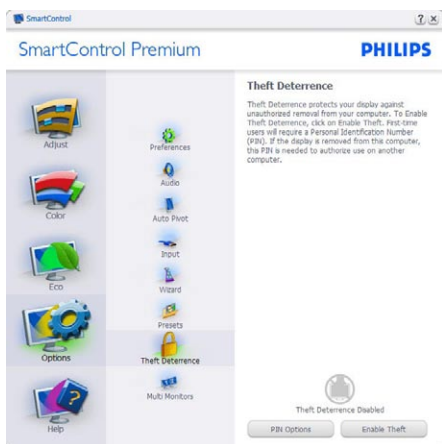 SmartControl
SmartControl Premium
PHILIPS
Adjust
Color
Eco
Options
Help
Preferences
Audio
Auto Pivot
Input
Wizard
Presets
Theft Deterrence
Multi Monitors
Theft Deterrence
Theft Deterrence protects your display against
unauthorized removal from your computer. To Enable
Theft Deterrence, click on Enable Theft. First-time
users will require a Personal Identification Number
(PIN). If the display is removed from this computer,
this PIN is needed to authorize use on another
computer.
Theft Deterrence Disabled
PIN Options
Enable Theft